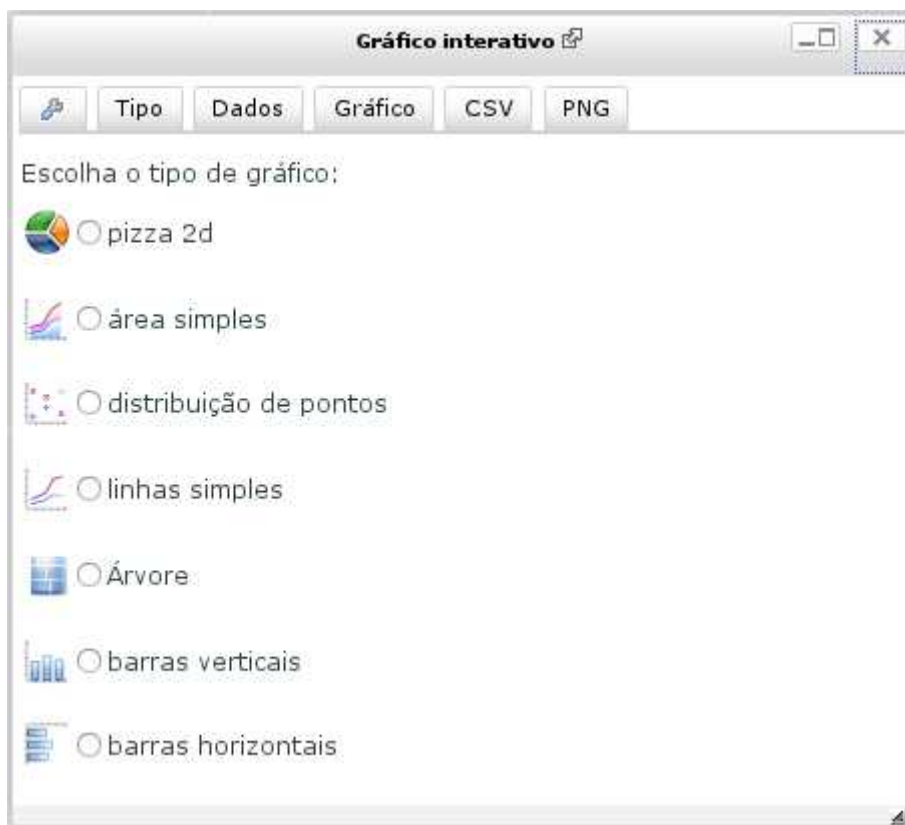 Gráfico interativo
Tipo Dados Gráfico CSV PNG
Escolha o tipo de gráfico:
pizza 2d
área simples
distribuição de pontos
linhas simples
Árvore
barras verticais
barras horizontais